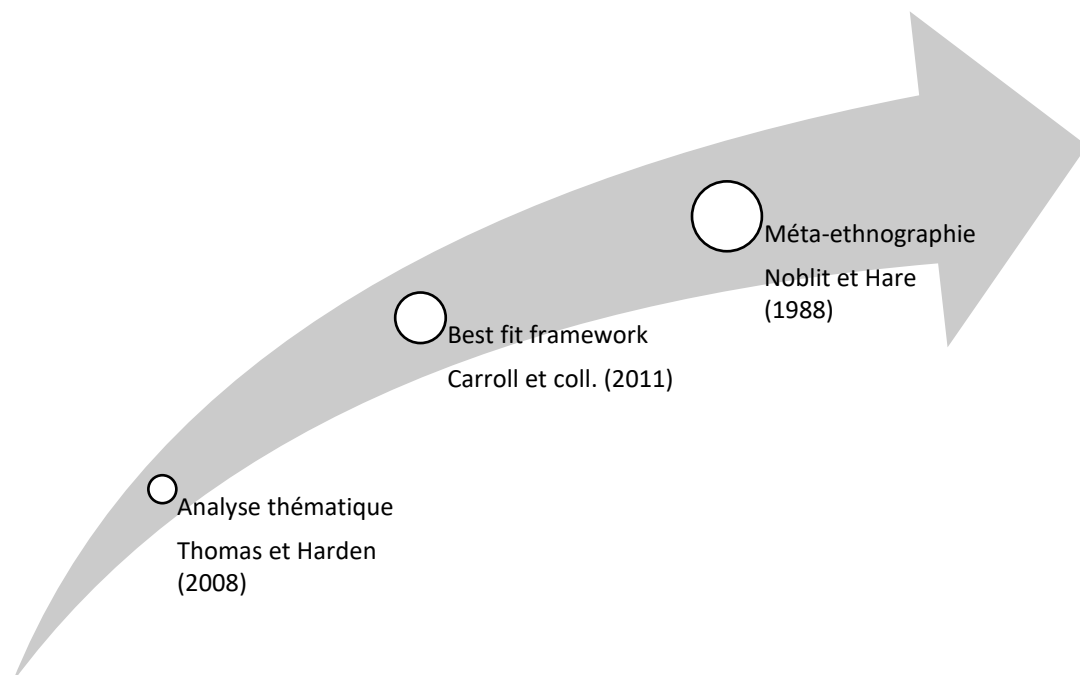 Méta-ethnographie
Noblit et Hare
(1988)
Best fit framework
Carroll et coll. (2011)
Analyse thématique
Thomas et Harden
(2008)